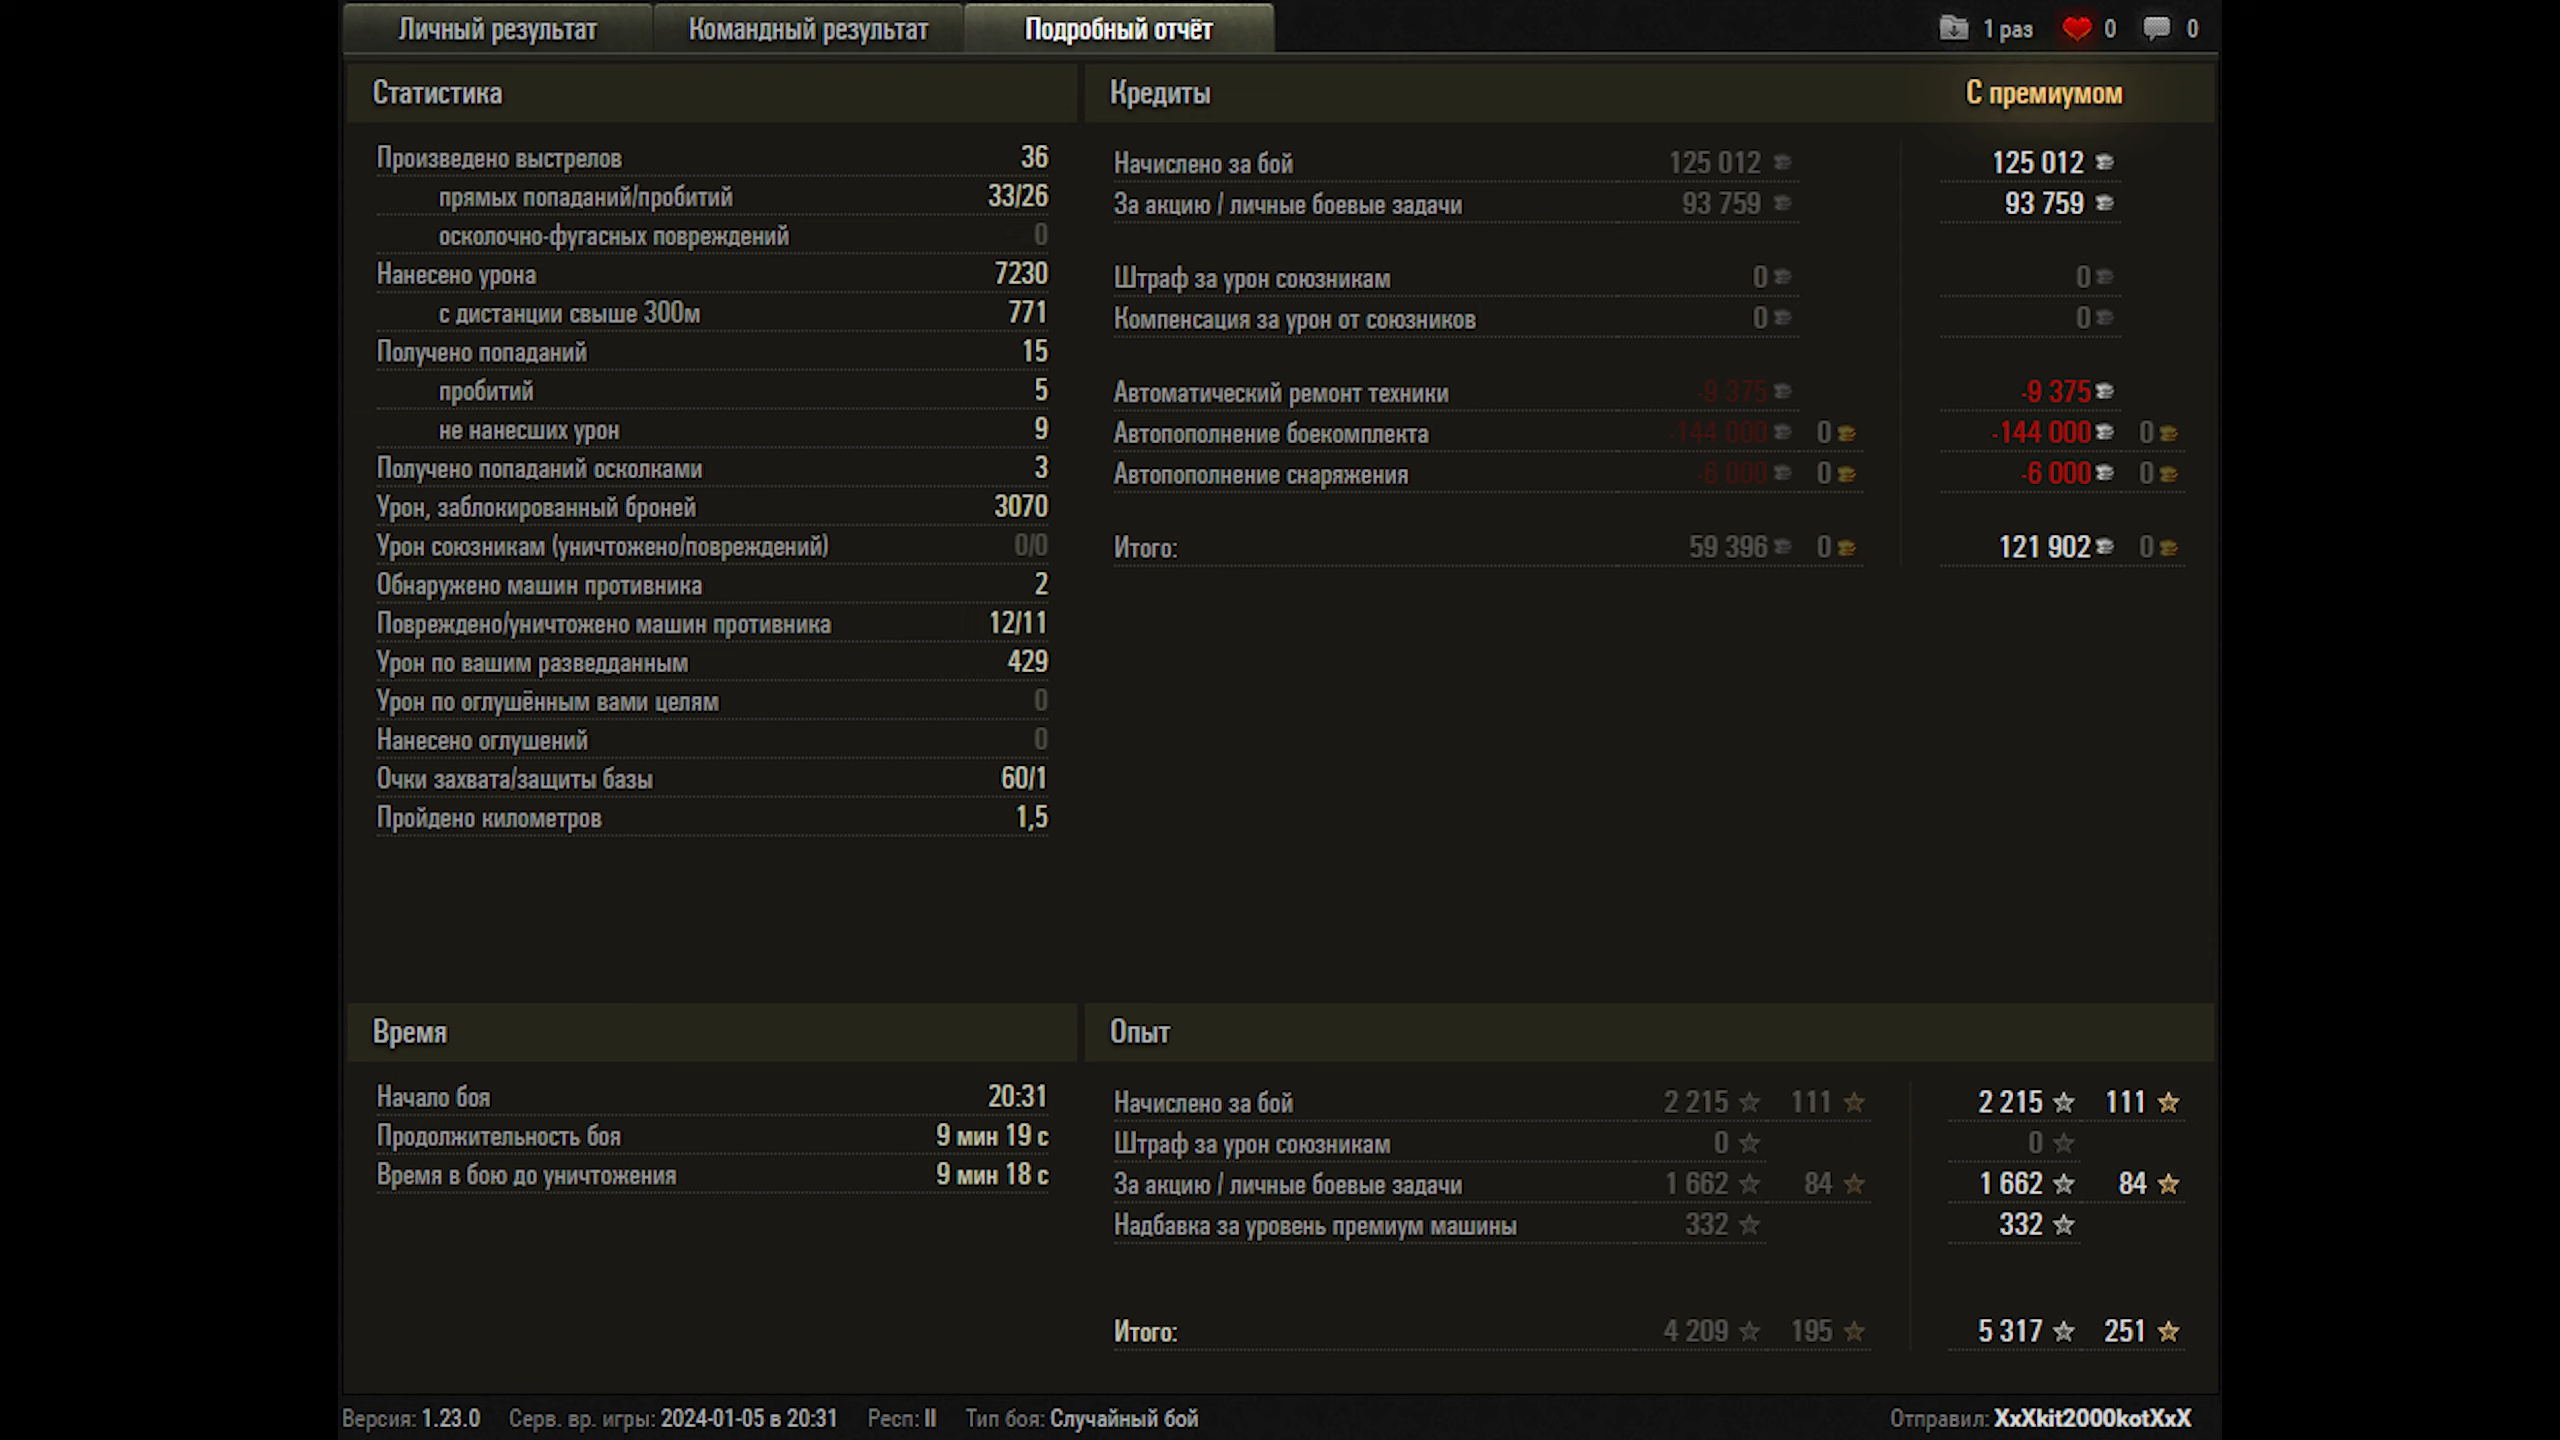 Личный результат
Командный результат
Подробный отчёт
1 раз
0
0
Статистика
Произведено выстрелов 36
прямых попаданий/пробитий 33/26
осколочно-фугасных повреждений 0
Нанесено урона 7230
с дистанции свыше 300м 771
Получено попаданий 15
пробитий 5
не нанесших урон 9
Получено попаданий осколками 3
Урон, заблокированный броней 3070
Урон союзникам (уничтожено/повреждений) 0/0
Обнаружено машин противника 2
Повреждено/уничтожено машин противника 12/11
Урон по вашим разведданным 429
Урон по оглушённым вами целям 0
Нанесено оглушений 0
Очки захвата/защиты базы 60/1
Пройдено километров 1,5
Кредиты С премиумом
Начислено за бой 125 012 125 012
За акцию / личные боевые задачи 93 759 93 759
Штраф за урон союзникам 0 0
Компенсация за урон от союзников 0 0
Автоматический ремонт техники -9 375 -9 375
Автопополнение боекомплекта -144 000 0 -144 000 0
Автопополнение снаряжения -6 000 0 -6 000 0
Итого: 59 396 0 121 902 0
Время
Начало боя 20:31
Продолжительность боя 9 мин 19 с
Время в бою до уничтожения 9 мин 18 с
Опыт
Начислено за бой 2 215 111 2 215 111
Штраф за урон союзникам 0 0
За акцию / личные боевые задачи 1 662 84 1 662 84
Надбавка за уровень премиум машины 332 332
Итого: 4 209 195 5 317 251
Версия: 1.23.0 Серв. вр. игры: 2024-01-05 в 20:31 Респ: II Тип боя: Случайный бой Отправил: XxXkit2000kotXxX